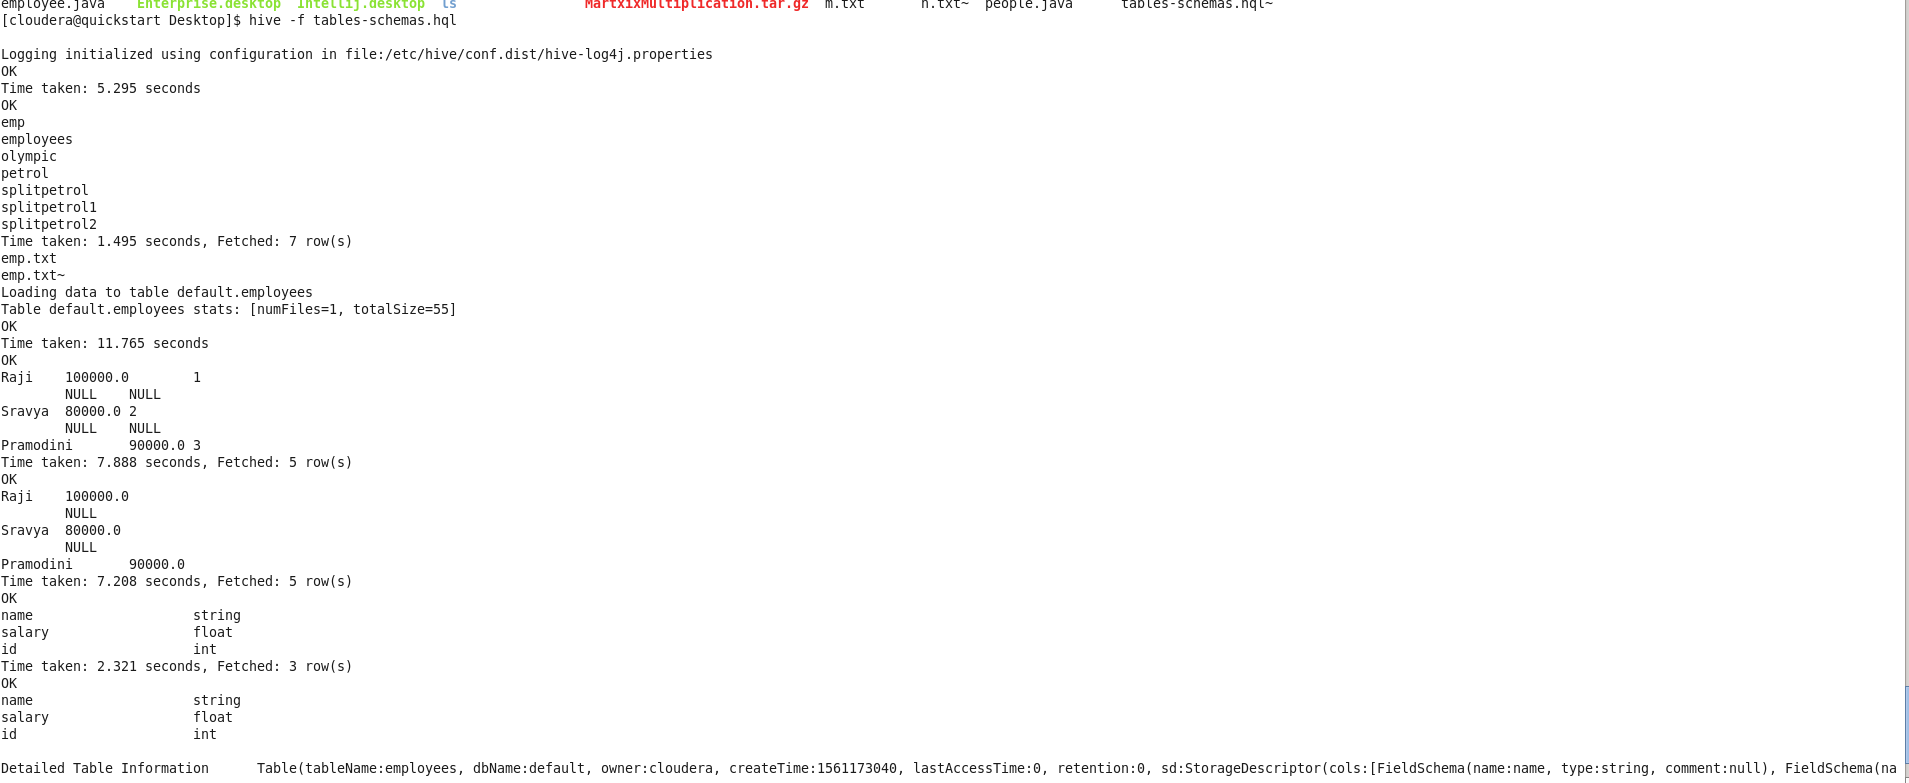 employee.java    Enterprise.desktop  Intellij.desktop  ls                MartxixMultiplication.tar.gz  m.txt       n.txt~  people.java      tables-schemas.hql~
[cloudera@quickstart Desktop]$ hive -f tables-schemas.hql
Logging initialized using configuration in file:/etc/hive/conf.dist/hive-log4j.properties
OK
Time taken: 5.295 seconds
OK
emp
employees
olympic
petrol
splitpetrol
splitpetrol1
splitpetrol2
Time taken: 1.495 seconds, Fetched: 7 row(s)
emp.txt
emp.txt~
Loading data to table default.employees
Table default.employees stats: [numFiles=1, totalSize=55]
OK
Time taken: 11.765 seconds
OK
Raji    100000.0        1
        NULL    NULL
Sravya  80000.0 2
        NULL    NULL
Pramodini       90000.0 3
Time taken: 7.888 seconds, Fetched: 5 row(s)
OK
Raji    100000.0
        NULL
Sravya  80000.0
        NULL
Pramodini       90000.0
Time taken: 7.208 seconds, Fetched: 5 row(s)
OK
name                    string
salary                  float
id                      int
Time taken: 2.321 seconds, Fetched: 3 row(s)
OK
name                    string
salary                  float
id                      int
Detailed Table Information      Table(tableName:employees, dbName:default, owner:cloudera, createTime:1561173040, lastAccessTime:0, retention:0, sd:StorageDescriptor(cols:[FieldSchema(name:name, type:string, comment:null), FieldSchema(na